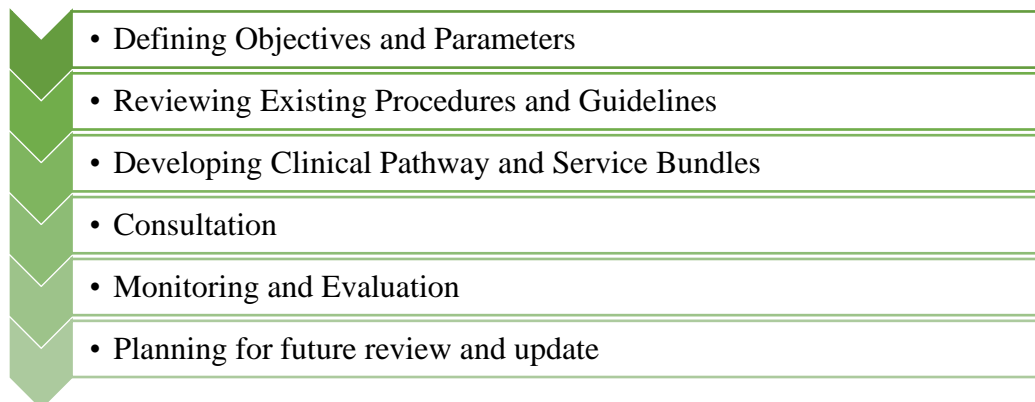 • Defining Objectives and Parameters
• Reviewing Existing Procedures and Guidelines
• Developing Clinical Pathway and Service Bundles
• Consultation
• Monitoring and Evaluation
• Planning for future review and update